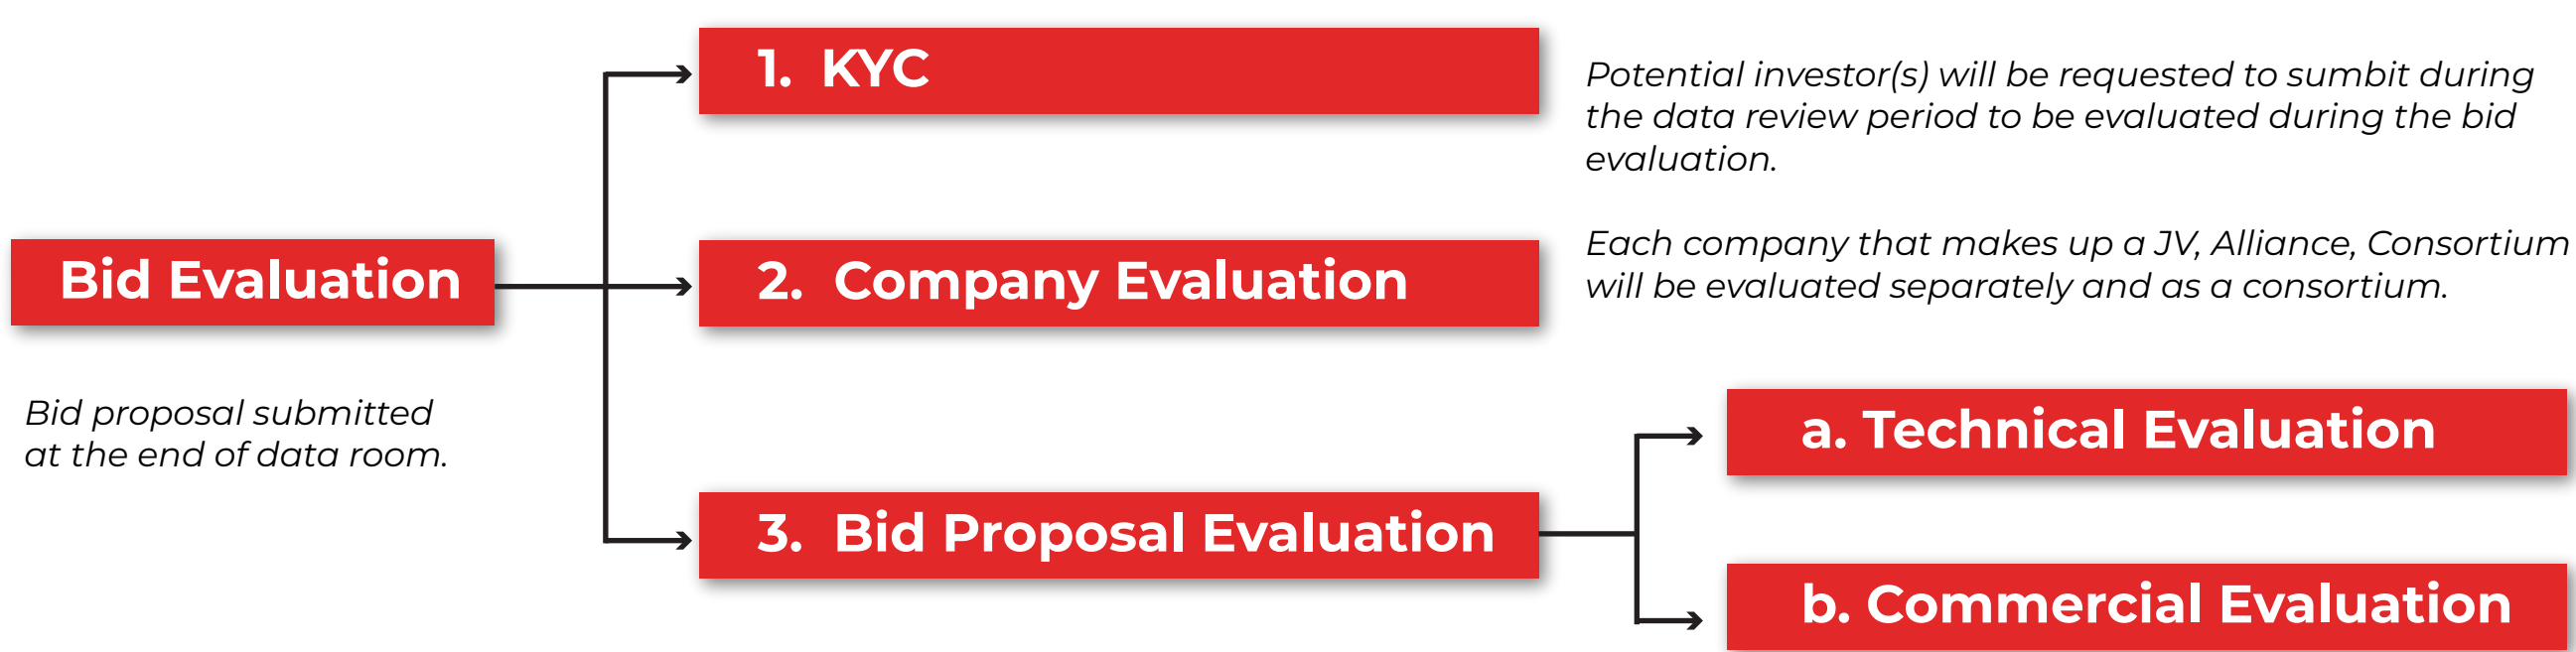 1. KYC
Potential investor(s) will be requested to sumbit during
the data review period to be evaluated during the bid
evaluation.
Bid Evaluation
2. Company Evaluation
Each company that makes up a JV, Alliance, Consortium
will be evaluated separately and as a consortium.
Bid proposal submitted
at the end of data room.
3. Bid Proposal Evaluation
a. Technical Evaluation
b. Commercial Evaluation